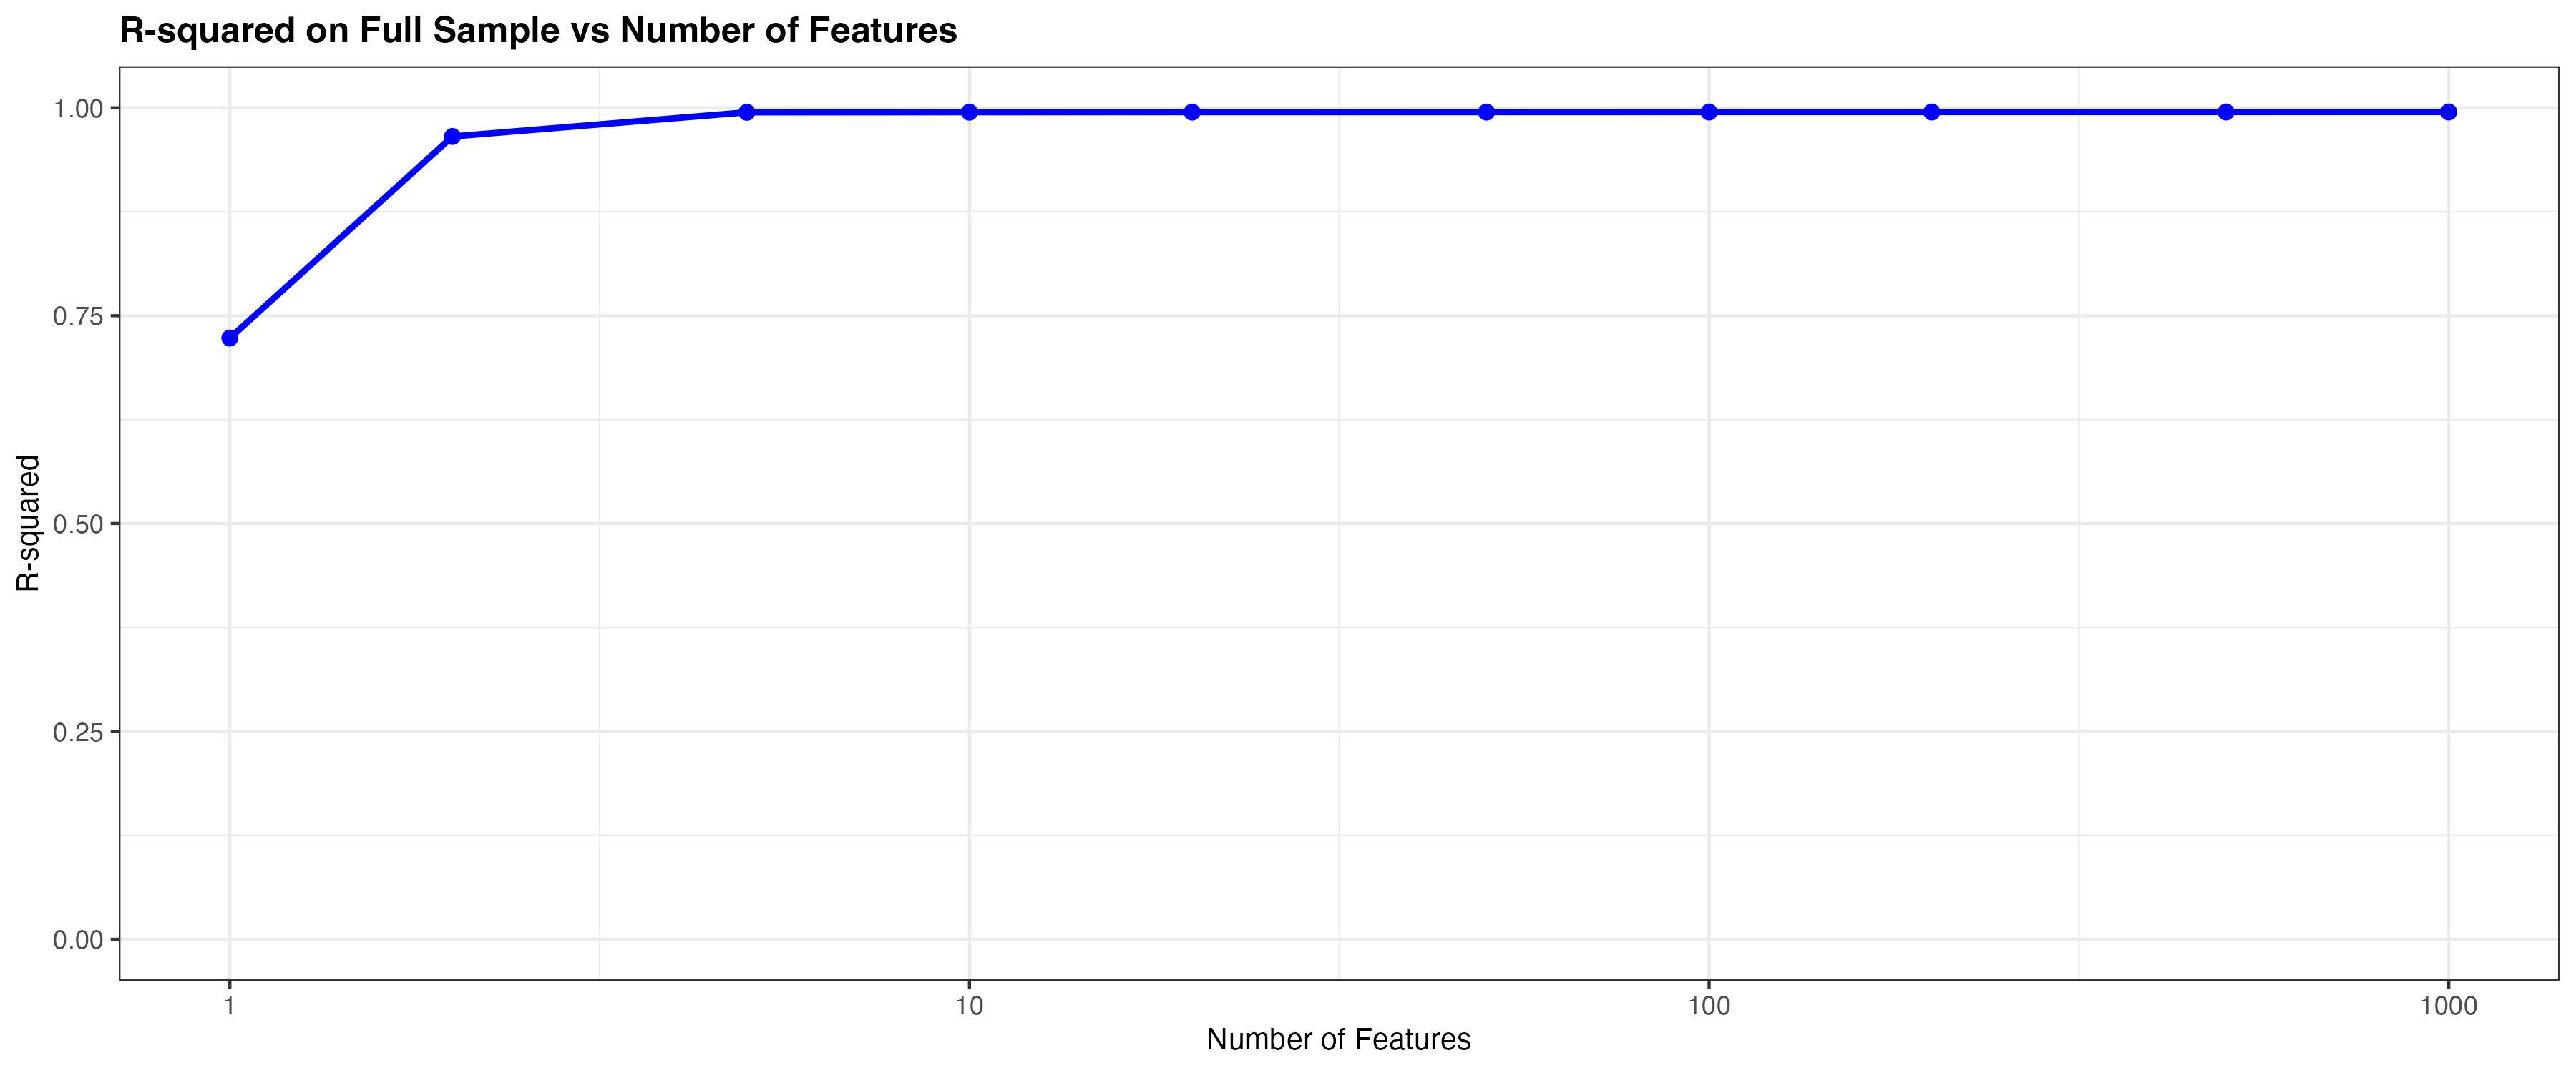 R-squared on Full Sample vs Number of Features
1.00
0.75
0.50
0.25
0.00
R-squared
1 10 100 1000
Number of Features